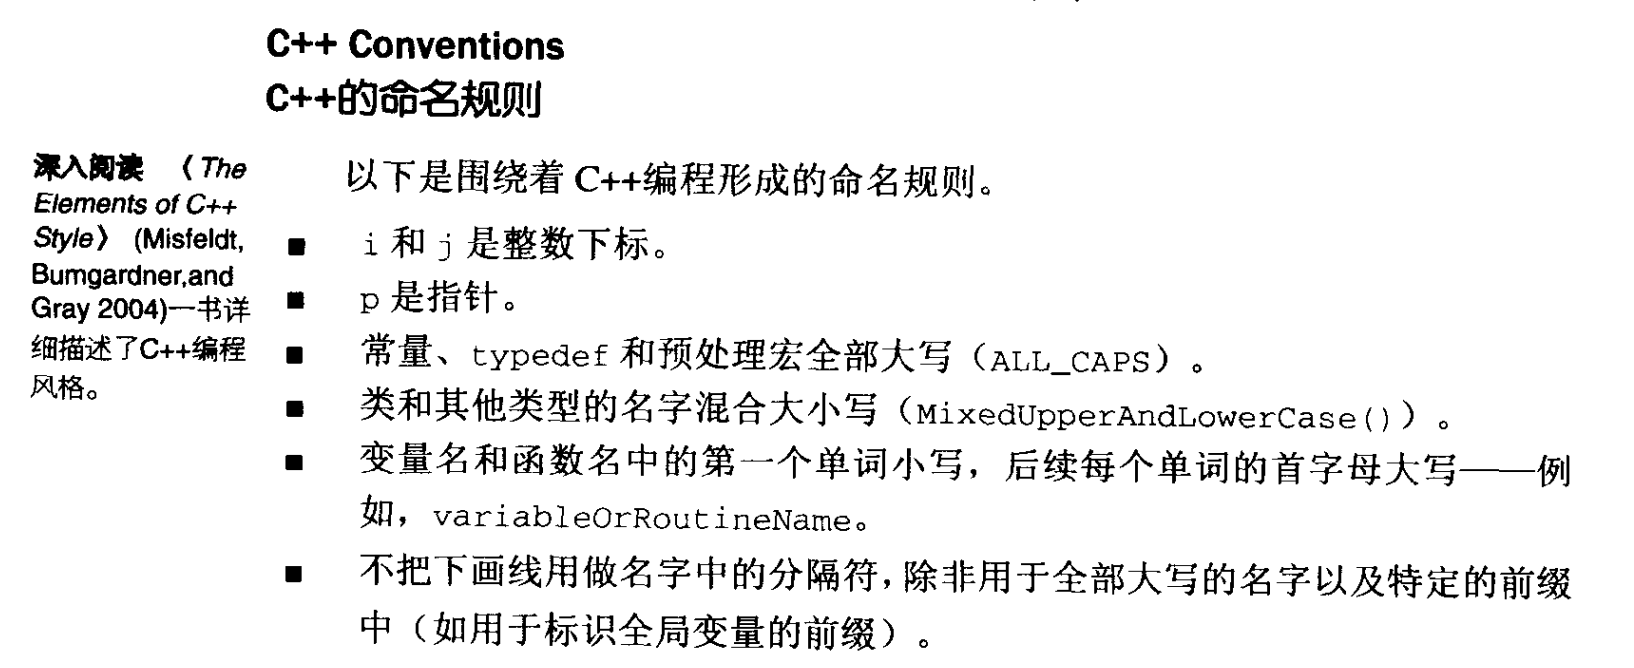 C++ Conventions
C++的命名规则
深入阅读 《The
Elements of C++
Style》 (Misfeldt,
Bumgardner,and
Gray 2004)一书详
细描述了C++编程
风格。
以下是围绕着 C++编程形成的命名规则。
■ i 和 j 是整数下标。
■ p 是指针。
■ 常量、typedef 和预处理宏全部大写（ALL_CAPS）。
■ 类和其他类型的名字混合大小写（MixedUpperAndLowerCase()）。
■ 变量名和函数名中的第一个单词小写，后续每个单词的首字母大写——例
如，variableOrRoutineName。
■ 不把下画线用做名字中的分隔符，除非用于全部大写的名字以及特定的前缀
中（如用于标识全局变量的前缀）。